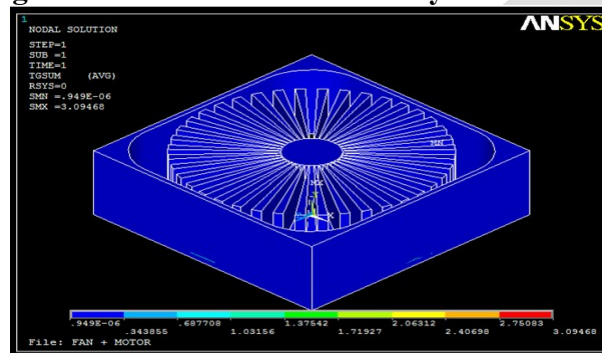 1
NODAL SOLUTION
ANSYS
STEP=1
SUB =1
TIME=1
TGSUM (AVG)
RSYS=0
SMN =.949E-06
SMX =3.09468
MN
MX
X
.949E-06 .687708 1.37542 2.06312 2.75083
.343855 1.03156 1.71927 2.40698 3.09468
File: FAN + MOTOR